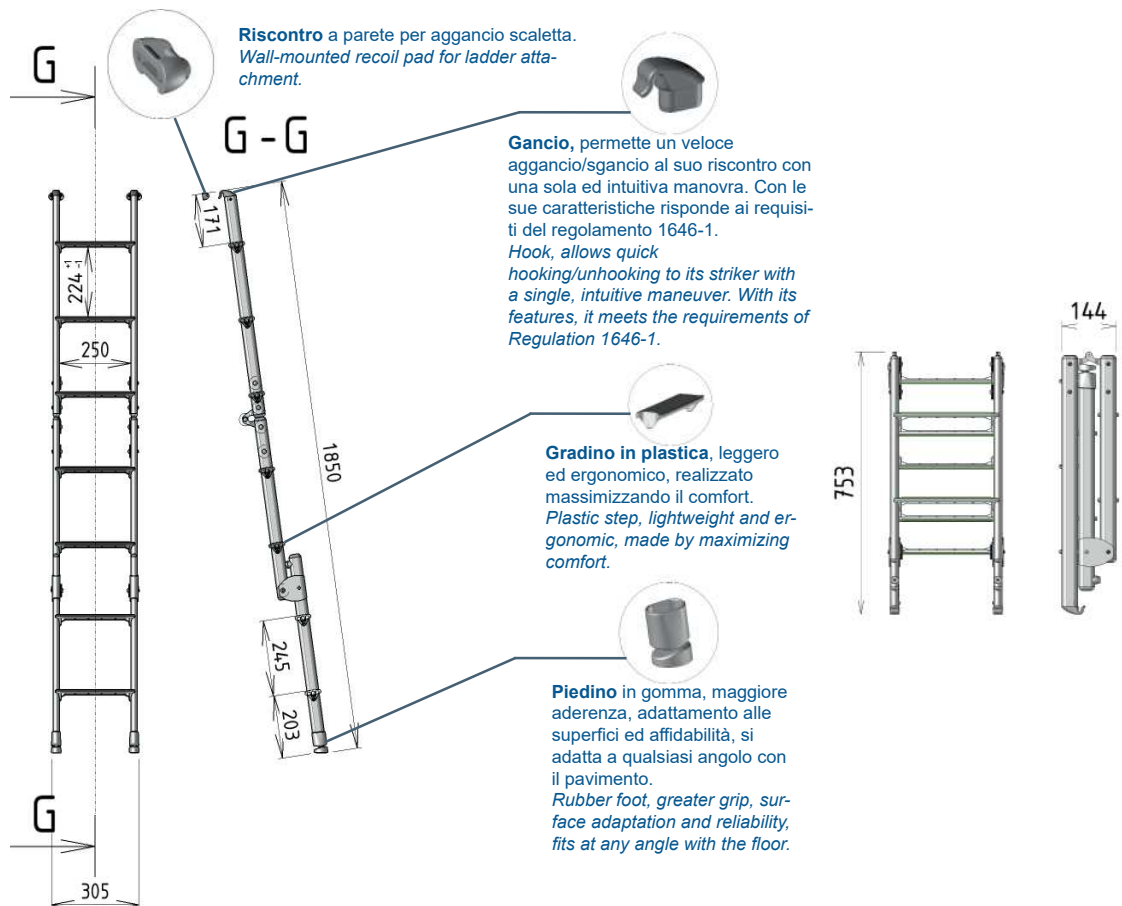 Riscontro a parete per aggancio scaletta.
Wall-mounted recoil pad for ladder atta-
chment.
G
G - G
Gancio, permette un veloce
aggancio/sgancio al suo riscontro con
una sola ed intuitiva manovra. Con le
sue caratteristiche risponde ai requisi-
ti del regolamento 1646-1.
Hook, allows quick
hooking/unhooking to its striker with
a single, intuitive maneuver. With its
features, it meets the requirements of
Regulation 1646-1.
171
224 +1 -1
250
1850
245
203
Gradino in plastica, leggero
ed ergonomico, realizzato
massimizzando il comfort.
Plastic step, lightweight and er-
gonomic, made by maximizing
comfort.
Piedino in gomma, maggiore
aderenza, adattamento alle
superfici ed affidabilità, si
adatta a qualsiasi angolo con
il pavimento.
Rubber foot, greater grip, sur-
face adaptation and reliability,
fits at any angle with the floor.
G
305
144
753